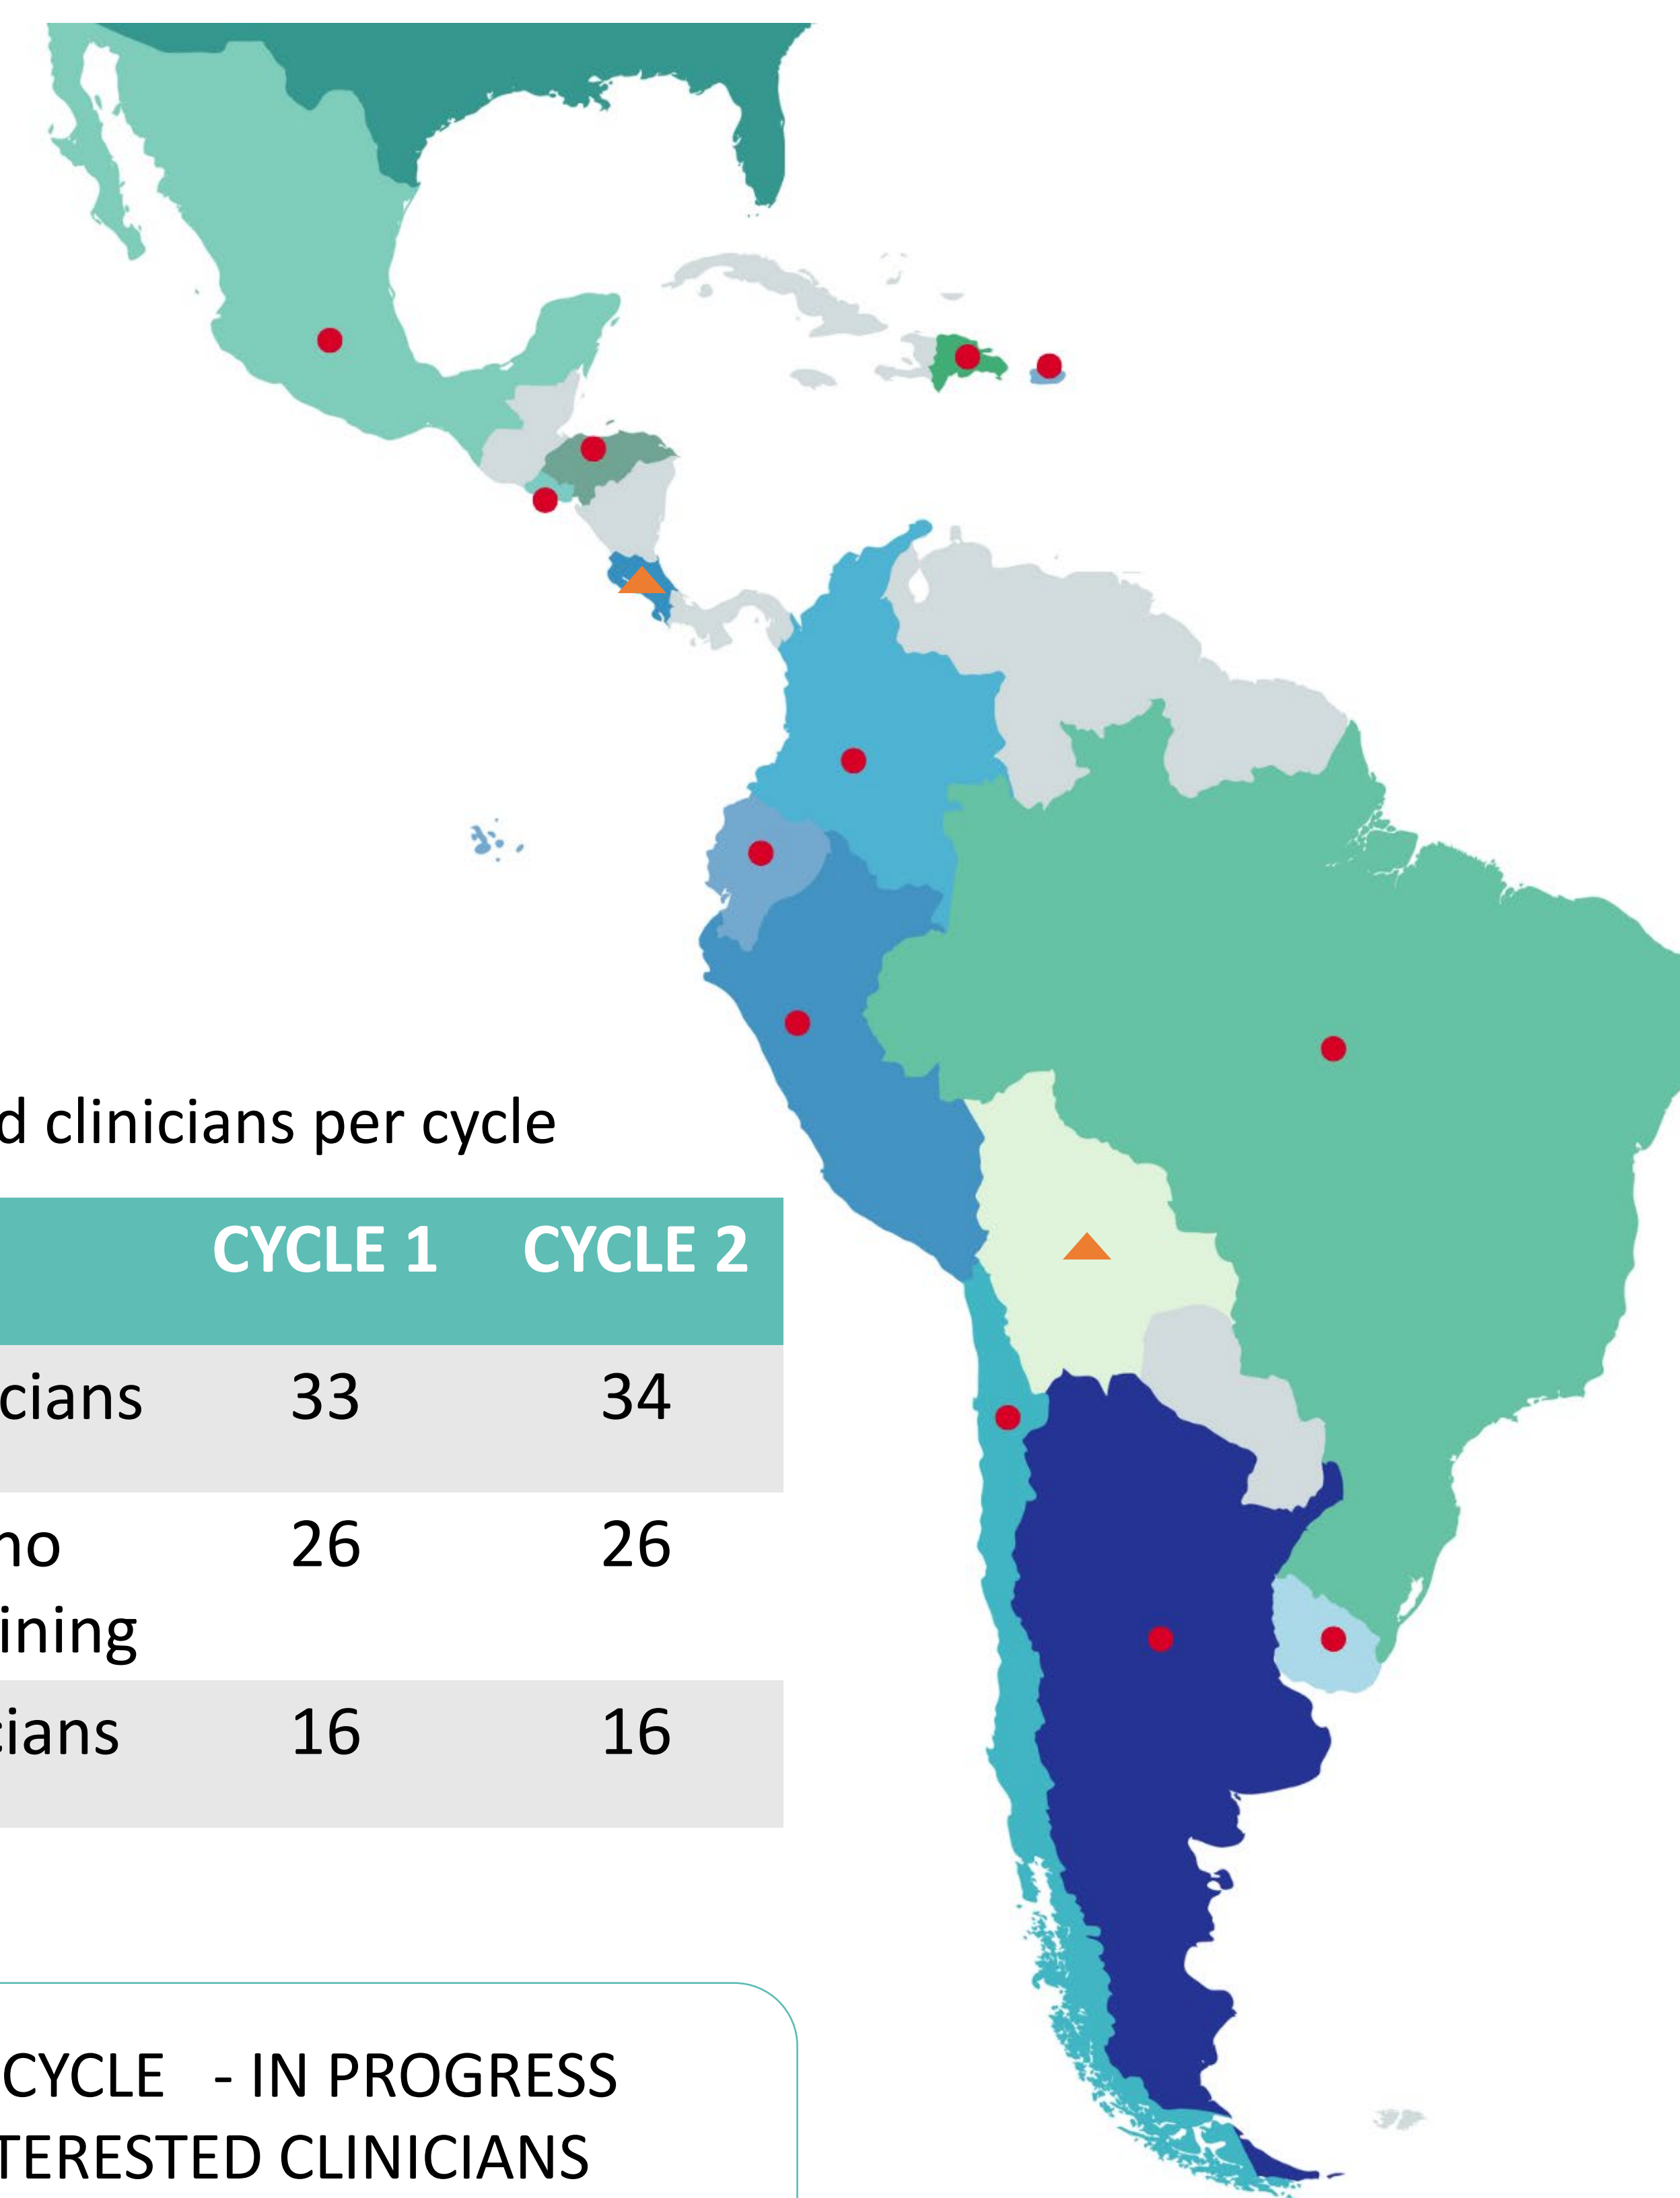 d clinicians per cycle
CYCLE 1 CYCLE 2
cians 33 34
no 26 26
ining
cians 16 16
CYCLE - IN PROGRESS
TERESTED CLINICIANS